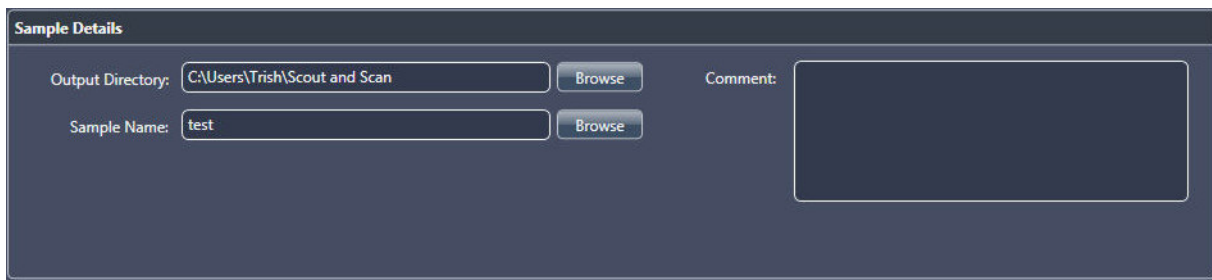 Sample Details
Output Directory: C:\Users\Trish\Scout and Scan Browse Comment:
Sample Name: test Browse